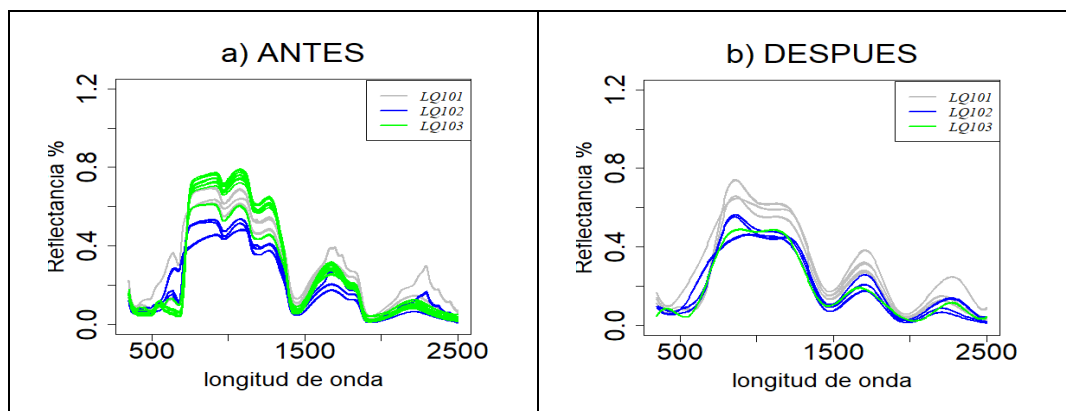 a) ANTES
LQ101
LQ102
LQ103
Reflectancia %
0.0 0.4 0.8 1.2
500 1500 2500
longitud de onda
b) DESPUES
LQ101
LQ102
LQ103
Reflectancia %
0.0 0.4 0.8 1.2
500 1500 2500
longitud de onda